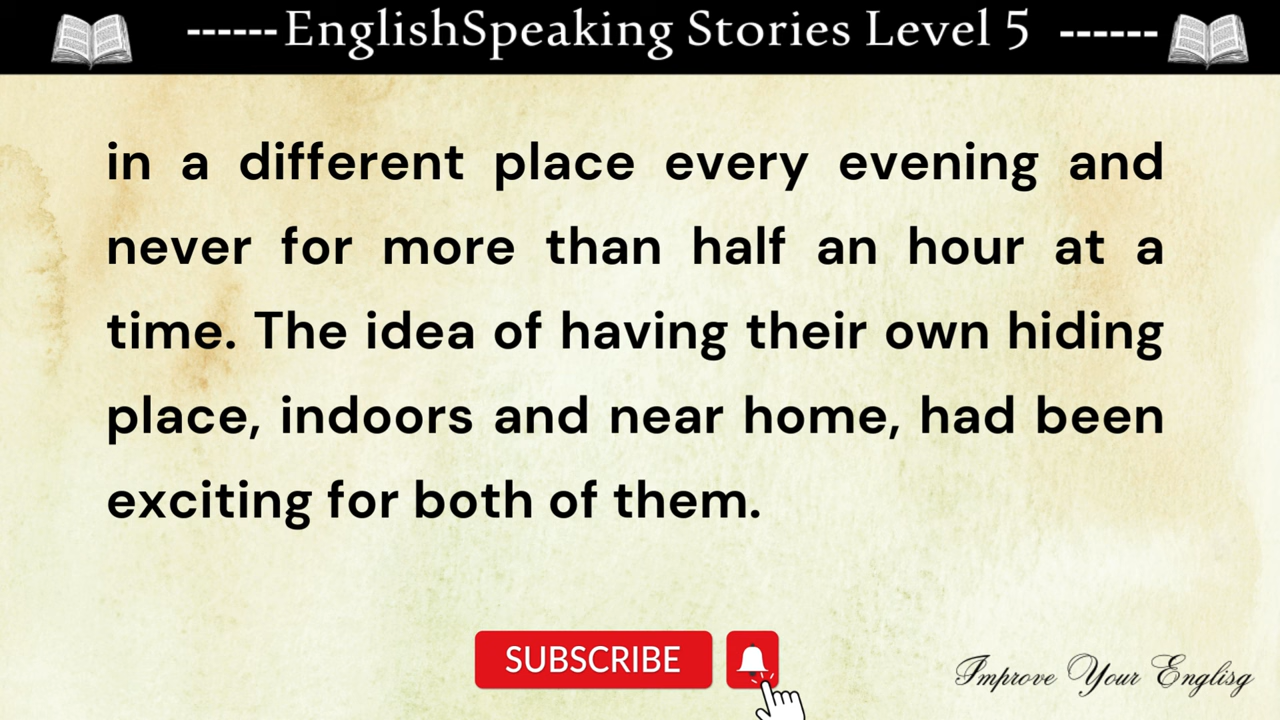 ------EnglishSpeaking Stories Level 5 ------
in a different place every evening and
never for more than half an hour at a
time. The idea of having their own hiding
place, indoors and near home, had been
exciting for both of them.
SUBSCRIBE
Improve Your Englisg